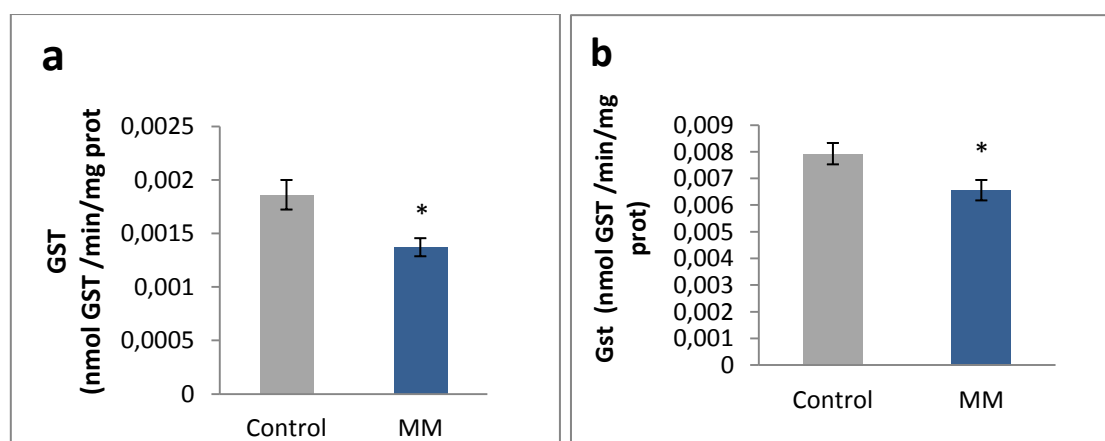 a
GST
(nmol GST /min/mg prot
0,0025
0,002
0,0015
0,001
0,0005
0
*
Control
MM
b
Gst (nmol GST /min/mg
prot)
0,009
0,008
0,007
0,006
0,005
0,004
0,003
0,002
0,001
0
*
Control
MM